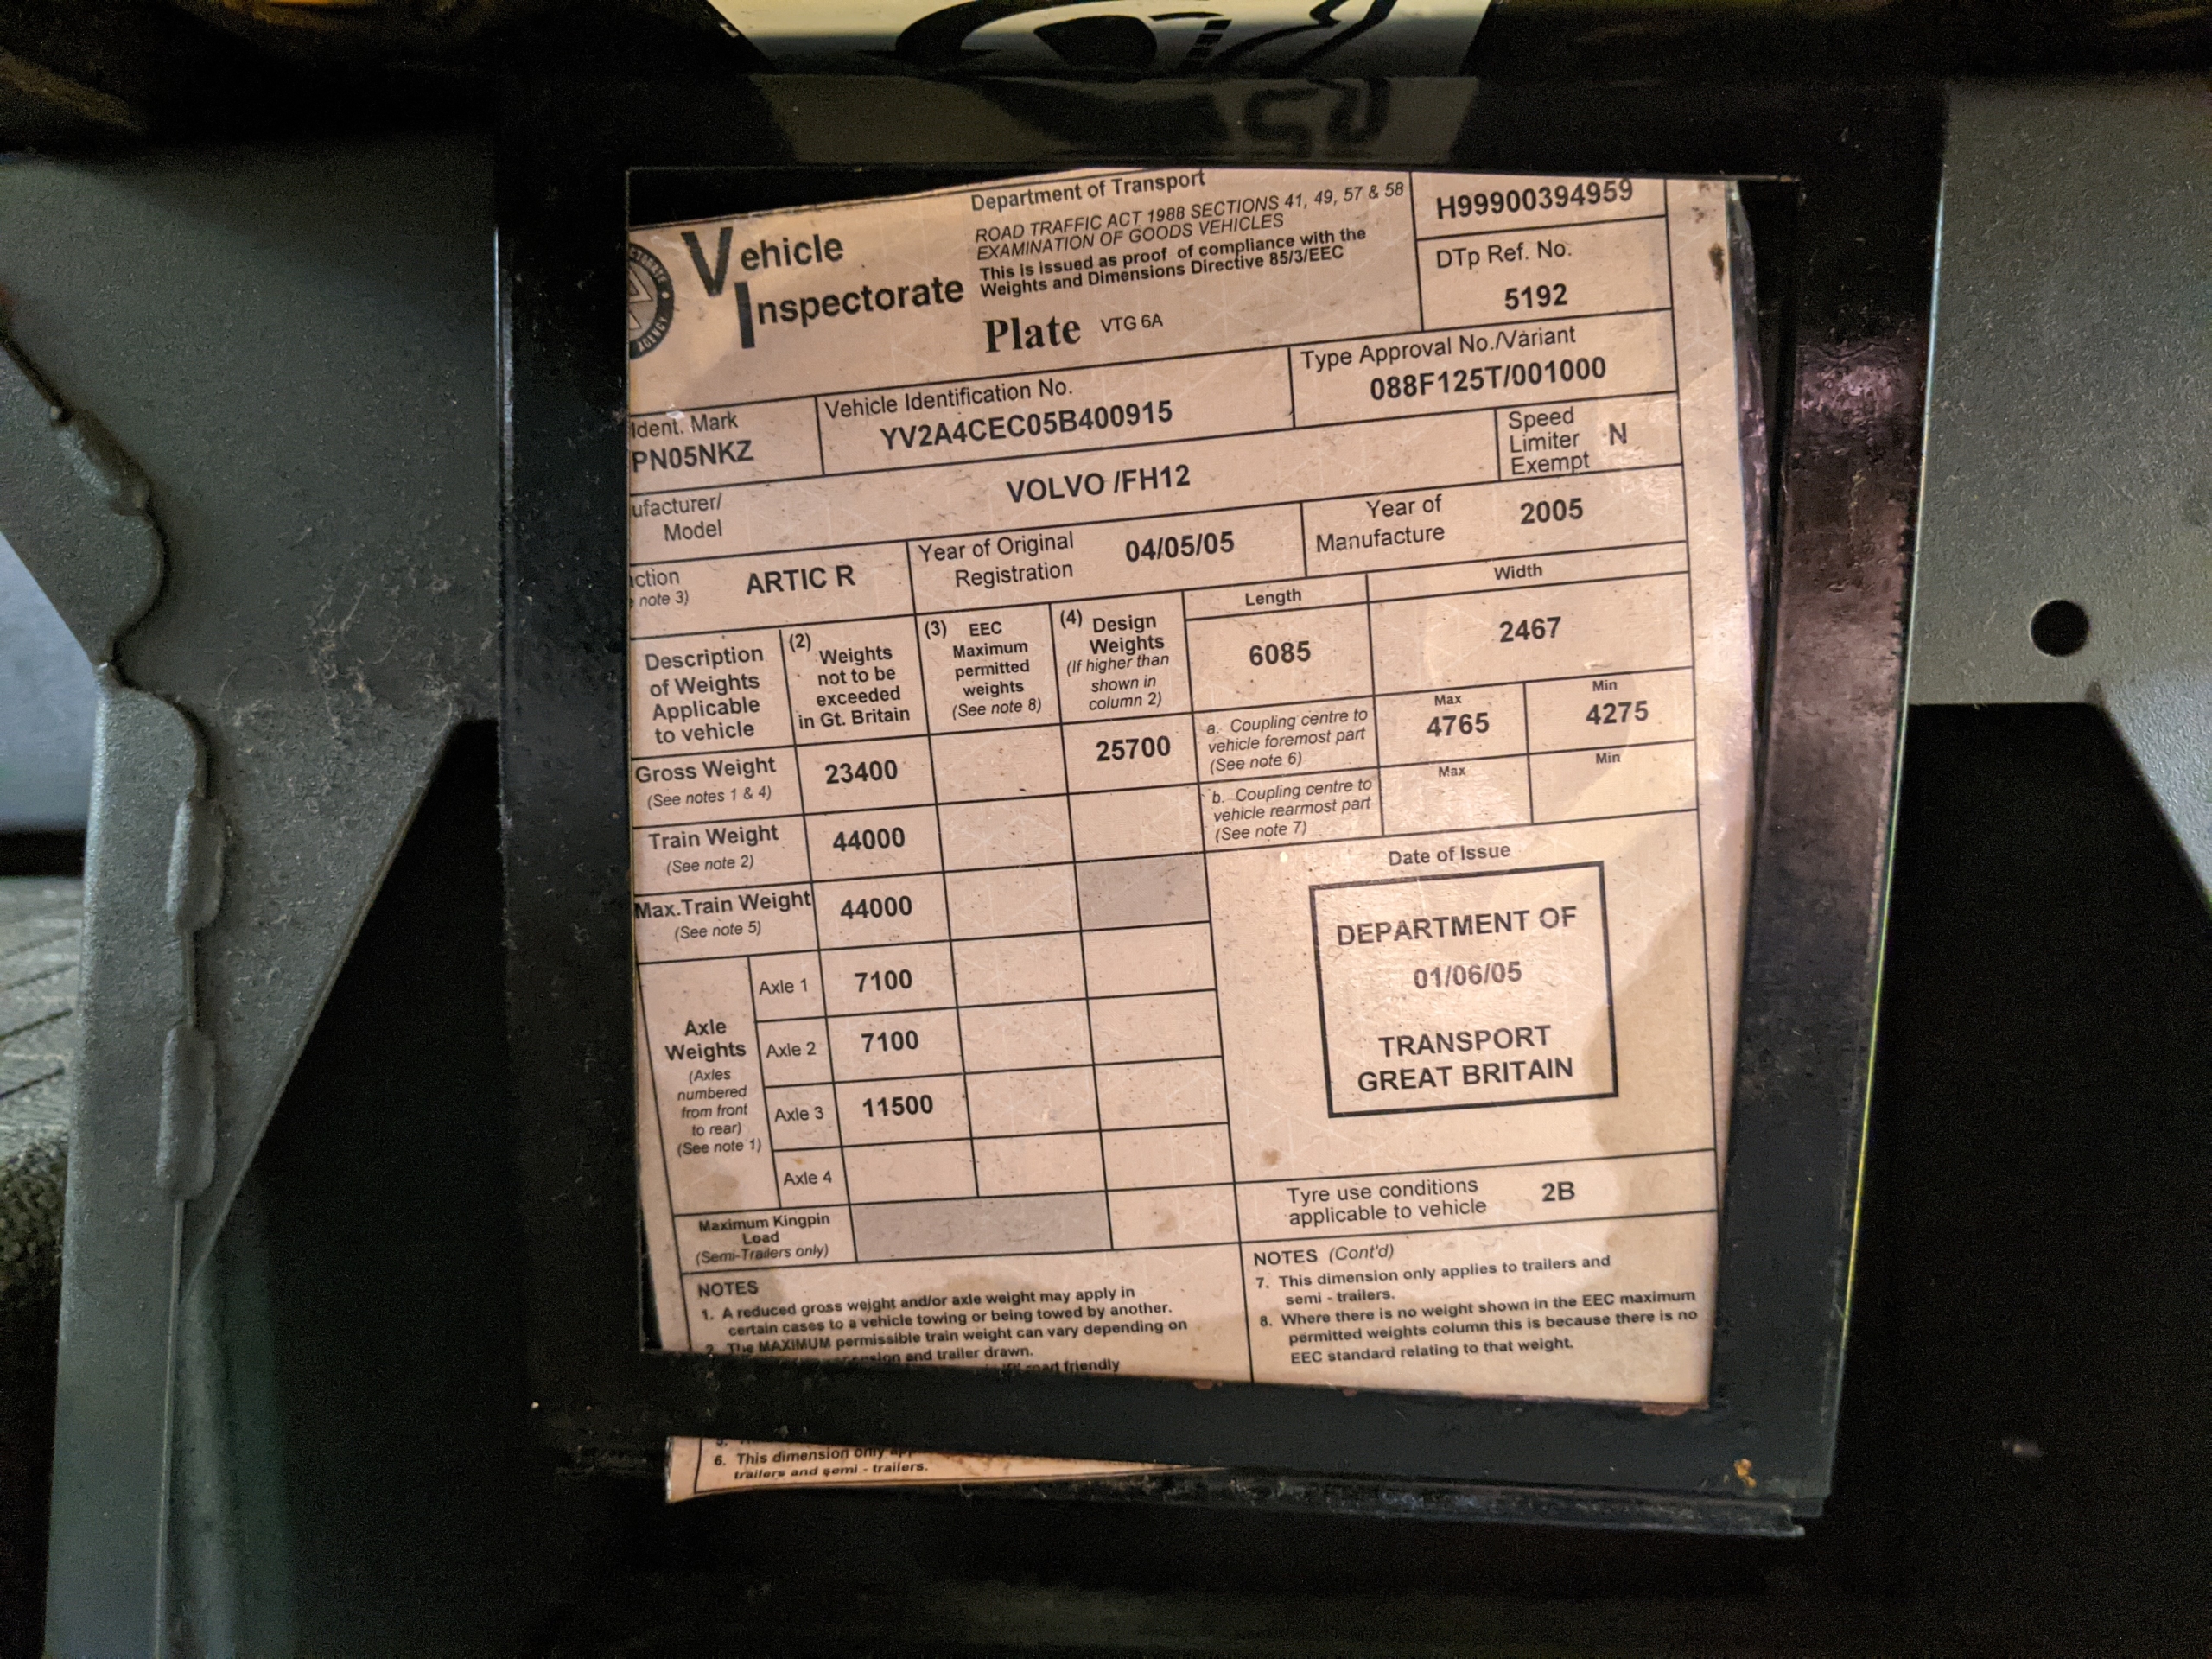 Department of Transport
ROAD TRAFFIC ACT 1988 SECTIONS 41, 49, 57 & 58
EXAMINATION OF GOODS VEHICLES
This is issued as proof of compliance with the
Weights and Dimensions Directive 85/3/EEC
Vehicle
Inspectorate
Plate VTG 6A
H99900394959
DTp Ref. No.
5192
Ident. Mark
PN05NKZ
Vehicle Identification No.
YV2A4CEC05B400915
Type Approval No./Variant
088F125T/001000
ufacturer/
Model
VOLVO /FH12
Speed
Limiter N
Exempt
ction
note 3)
ARTIC R
Year of Original
Registration
04/05/05
Year of
Manufacture
2005
Description
of Weights
Applicable
to vehicle
(2)
Weights
not to be
exceeded
in Gt. Britain
(3) EEC
Maximum
permitted
weights
(See note 8)
(4) Design
Weights
(If higher than
shown in
column 2)
Length
6085
Width
2467
Gross Weight
(See notes 1 & 4)
23400
25700
a. Coupling centre to
vehicle foremost part
(See note 6)
Max
4765
Min
4275
Train Weight
(See note 2)
44000
b. Coupling centre to
vehicle rearmost part
(See note 7)
Max
Min
Max.Train Weight
(See note 5)
44000
Axle
Weights
(Axles
numbered
from front
to rear)
(See note 1)
Axle 1 7100
Axle 2 7100
Axle 3 11500
Axle 4
Maximum Kingpin
Load
(Semi-Trailers only)
Date of Issue
DEPARTMENT OF
01/06/05
TRANSPORT
GREAT BRITAIN
Tyre use conditions
applicable to vehicle
2B
NOTES
1. A reduced gross weight and/or axle weight may apply in
certain cases to a vehicle towing or being towed by another.
2. The MAXIMUM permissible train weight can vary depending on
and trailer drawn.
road friendly
NOTES (Cont'd)
7. This dimension only applies to trailers and
semi - trailers.
8. Where there is no weight shown in the EEC maximum
permitted weights column this is because there is no
EEC standard relating to that weight.
6. This dimension only
trailers and semi - trailers.